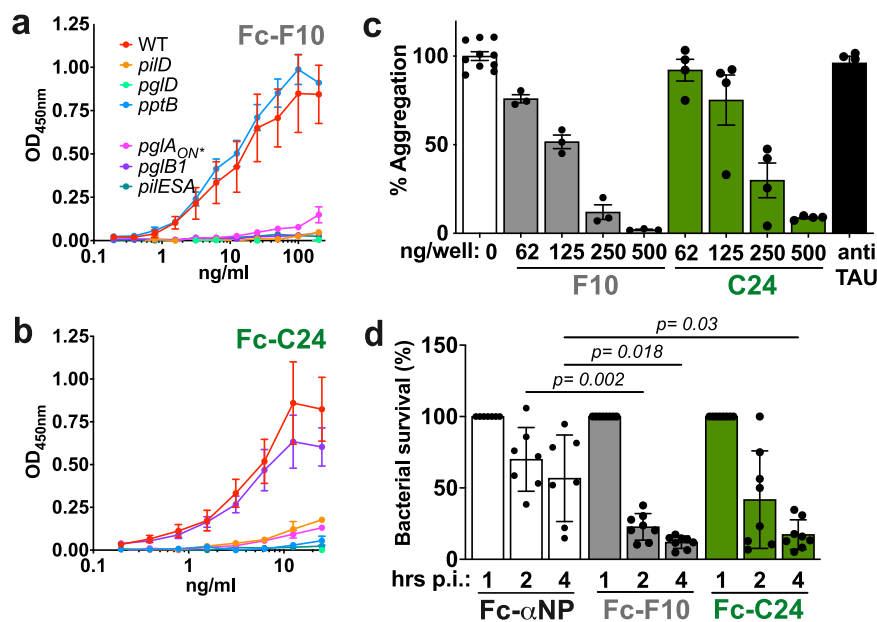 a
Fc-F10
1.25
1.00
0.75
0.50
0.25
0.00
OD450nm
WT
pilD
pglD
pptB
pglAON*
pglB1
pilESA
0.1 1 10 100
ng/ml
b
Fc-C24
1.25
1.00
0.75
0.50
0.25
0.00
OD450nm
0.1 1 10
ng/ml
c
% Aggregation
100
50
0
ng/well: 0 62 125 250 500 62 125 250 500 anti
TAU
F10 C24
d
p= 0.03
p= 0.018
p= 0.002
Bacterial survival (%)
150
100
50
0
hrs p.i.: 1 2 4 1 2 4 1 2 4
Fc-αNP Fc-F10 Fc-C24